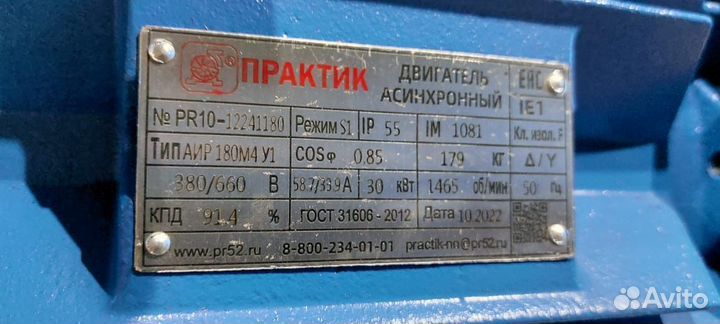 ПРАКТИК ДВИГАТЕЛЬ АСИНХРОННЫЙ EAC IE1
№ PR10-12241180 Режим S1 IP 55 IM 1081 Кл. изол. F
Тип АИР 180М4 У1 COSφ 0,85 179 КГ Δ/Y
380/660 В 58.7/33.9 А 30 кВт 1465 об/мин 50 Гц
КПД 91.4 % ГОСТ 31606-2012 Дата 10.2022
www.pr52.ru 8-800-234-01-01 practik-nn@pr52.ru
Avito